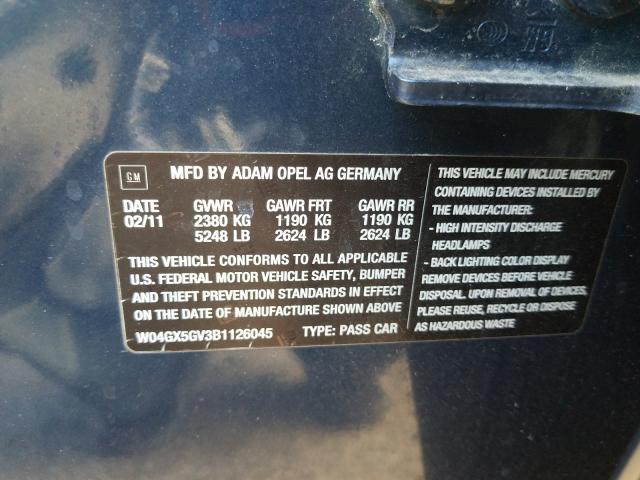 GM
MFD BY ADAM OPEL AG GERMANY
DATE GVWR GAWR FRT GAWR RR
02/11 2380 KG 1190 KG 1190 KG
5248 LB 2624 LB 2624 LB
THIS VEHICLE CONFORMS TO ALL APPLICABLE
U.S. FEDERAL MOTOR VEHICLE SAFETY, BUMPER
AND THEFT PREVENTION STANDARDS IN EFFECT
ON THE DATE OF MANUFACTURE SHOWN ABOVE
W04GX5GV3B1126045 TYPE: PASS CAR
THIS VEHICLE MAY INCLUDE MERCURY
CONTAINING DEVICES INSTALLED BY
THE MANUFACTURER:
- HIGH INTENSITY DISCHARGE
HEADLAMPS
- BACK LIGHTING COLOR DISPLAY
REMOVE DEVICES BEFORE VEHICLE
DISPOSAL. UPON REMOVAL OF DEVICES,
PLEASE REUSE, RECYCLE OR DISPOSE
AS HAZARDOUS WASTE